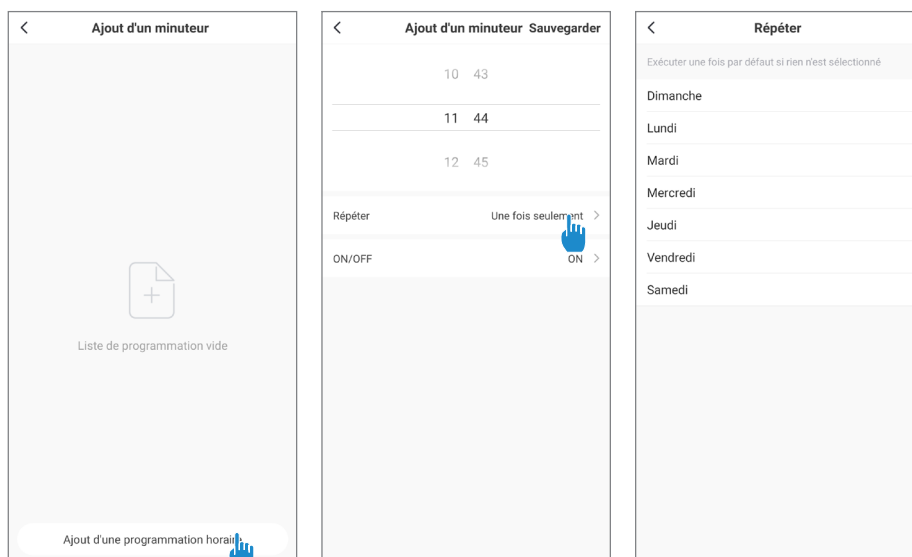 Ajout d'un minuteur
Liste de programmation vide
Ajout d'une programmation horaire
Ajout d'un minuteur Sauvegarder
10 43
11 44
12 45
Répéter Une fois seulement
ON/OFF ON
Répéter
Exécuter une fois par défaut si rien n'est sélectionné
Dimanche
Lundi
Mardi
Mercredi
Jeudi
Vendredi
Samedi